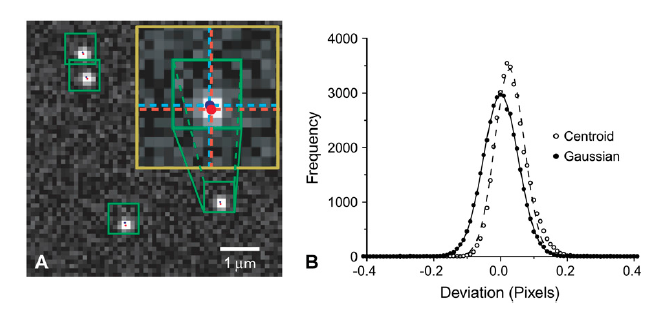 A
1 μm
B
Frequency
4000
3000
2000
1000
0
-0.4
-0.2
0.0
0.2
0.4
Deviation (Pixels)
Centroid
Gaussian